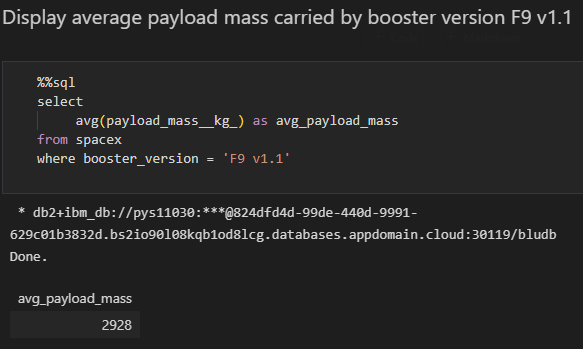 Display average payload mass carried by booster version F9 v1.1
%%sql
select
avg(payload_mass__kg_) as avg_payload_mass
from spacex
where booster_version = 'F9 v1.1'
* db2+ibm_db://pys11030:***@824dfd4d-99de-440d-9991-
629c01b3832d.bs2io90l08kqb1od8lcg.databases.appdomain.cloud:30119/bludb
Done.
avg_payload_mass
2928